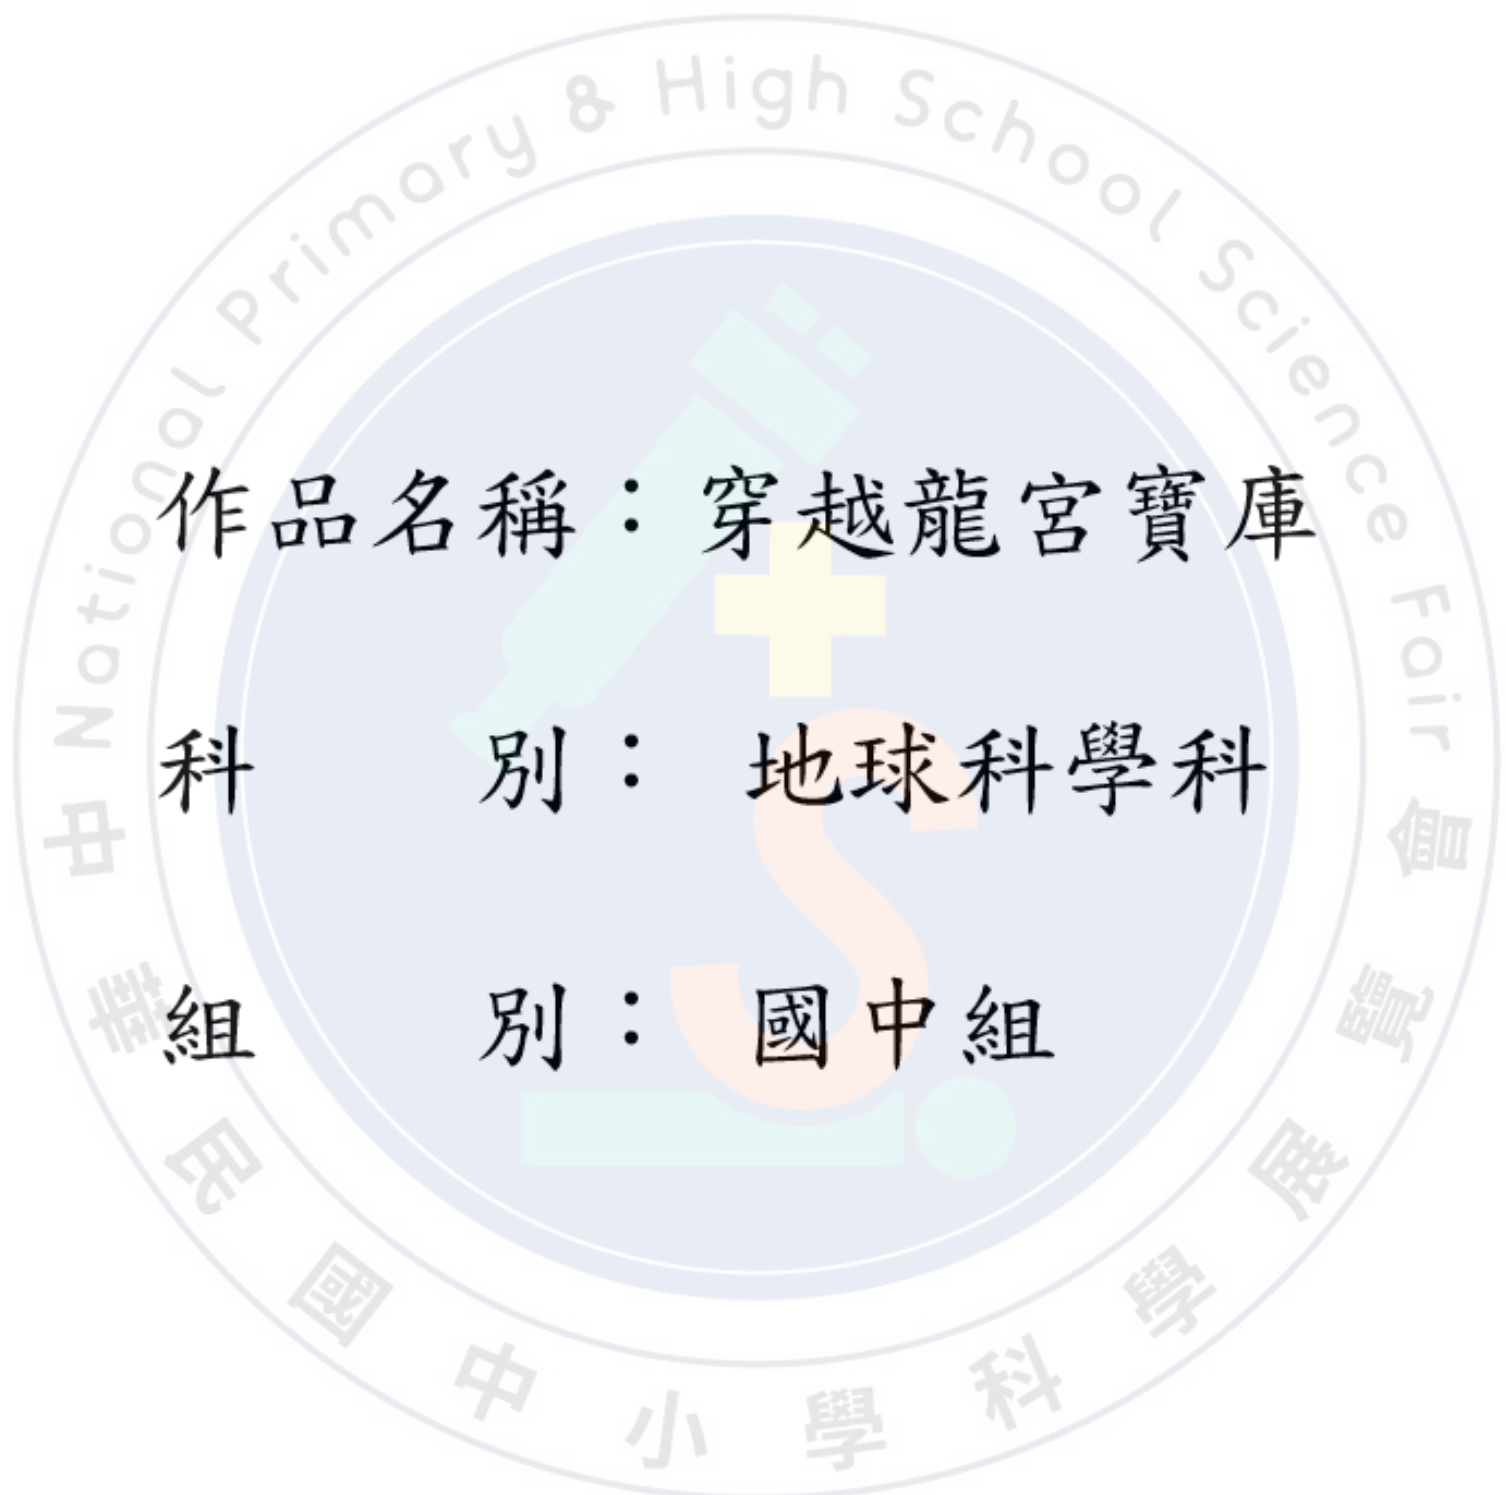 National Primary & High School Science Fair
作品名稱：穿越龍宮寶庫
科 別： 地球科學科
組 別： 國中組
中華民國中小學科學展覽會